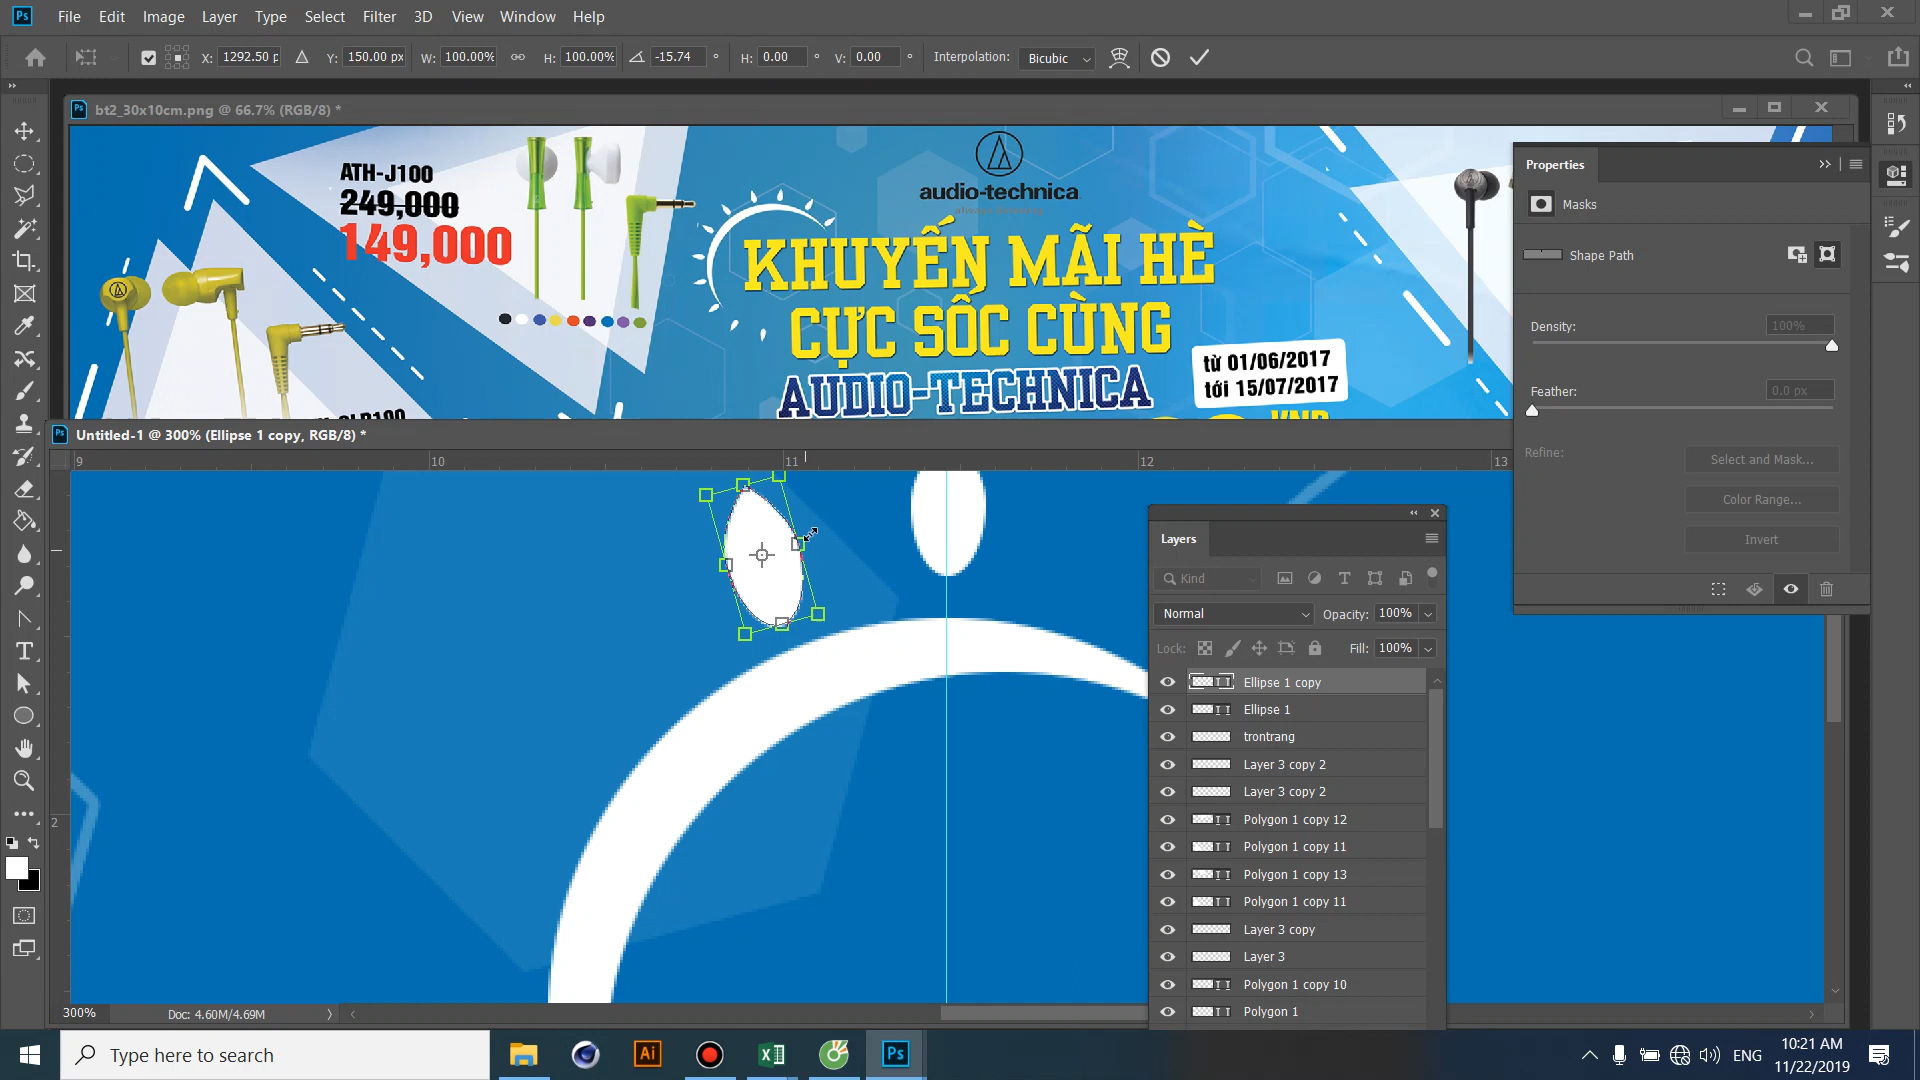 File Edit Image Layer Type Select Filter 3D View Window Help
X: 1292.50 p Y: 150.00 px W: 100.00% H: 100.00% -15.74 ° H: 0.00 ° V: 0.00 ° Interpolation: Bicubic
bt2_30x10cm.png @ 66.7% (RGB/8) *
ATH-J100
249,000
149,000
audio-technica
always listening
KHUYẾN MÃI HÈ
CỰC SỐC CÙNG
AUDIO-TECHNICA
từ 01/06/2017
tới 15/07/2017
VNĐ
Untitled-1 @ 300% (Ellipse 1 copy, RGB/8) *
9 10 11 12 13
2
Properties
Masks
Shape Path
Density: 100%
Feather: 0.0 px
Refine:
Select and Mask...
Color Range...
Invert
Layers
Kind
Normal Opacity: 100%
Lock: Fill: 100%
Ellipse 1 copy
Ellipse 1
trontrang
Layer 3 copy 2
Layer 3 copy 2
Polygon 1 copy 12
Polygon 1 copy 11
Polygon 1 copy 13
Polygon 1 copy 11
Layer 3 copy
Layer 3
Polygon 1 copy 10
Polygon 1
300% Doc: 4.60M/4.69M
Type here to search
ENG
10:21 AM
11/22/2019